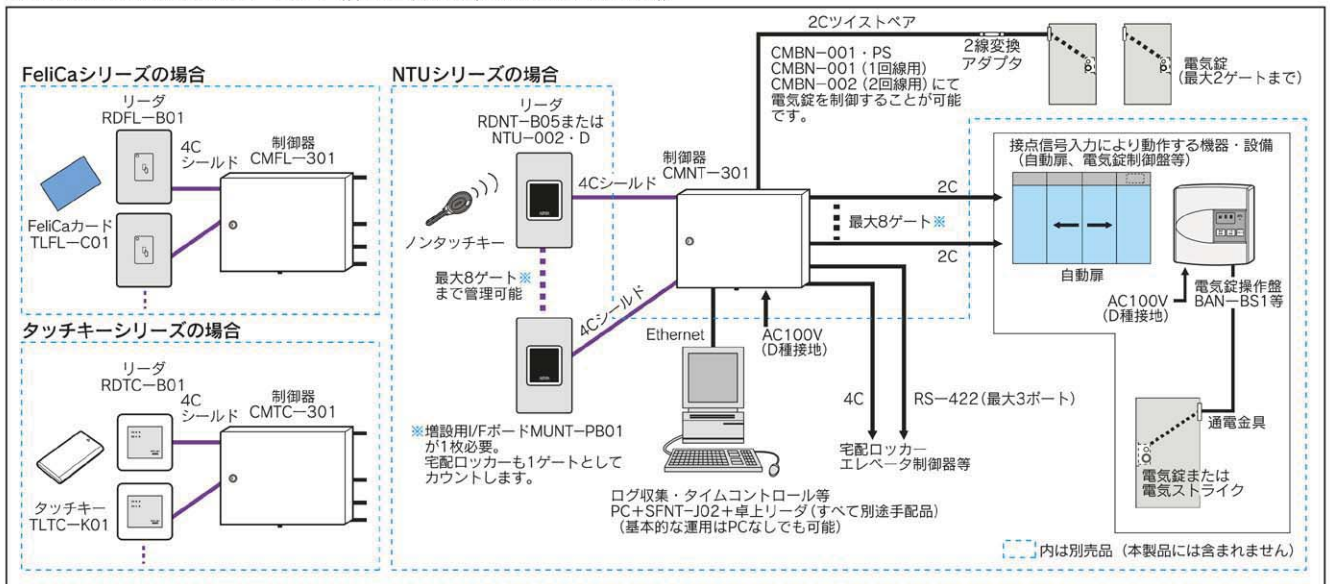 FeliCaシリーズの場合
リーダ
RDFL−B01
4C
シールド
制御器
CMFL−301
FeliCaカード
TLFL−C01
タッチキーシリーズの場合
リーダ
RDTC−B01
4C
シールド
制御器
CMTC−301
タッチキー
TLTC−K01
NTUシリーズの場合
リーダ
RDNT−B05または
NTU−002・D
4Cシールド
制御器
CMNT−301
ノンタッチキー
最大8ゲート※
まで管理可能
4Cシールド
※増設用I/FボードMUNT−PB01
が1枚必要。
宅配ロッカーも1ゲートとして
カウントします。
Ethernet
AC100V
(D種接地)
ログ収集・タイムコントロール等
PC+SFNT-J02+卓上リーダ(すべて別途手配品)
(基本的な運用はPCなしでも可能)
2Cツイストペア
CMBN−001・PS
CMBN−001(1回線用)
CMBN−002(2回線用)にて
電気錠を制御することが可能
です。
2線変換
アダプタ
電気錠
(最大2ゲートまで)
2C
最大8ゲート※
2C
4C
RS−422(最大3ポート)
宅配ロッカー
エレベータ制御器等
接点信号入力により動作する機器・設備
(自動扉、電気錠制御盤等)
自動扉
AC100V
(D種接地)
電気錠操作盤
BAN−BS1等
通電金具
電気錠または
電気ストライク
内は別売品(本製品には含まれません)